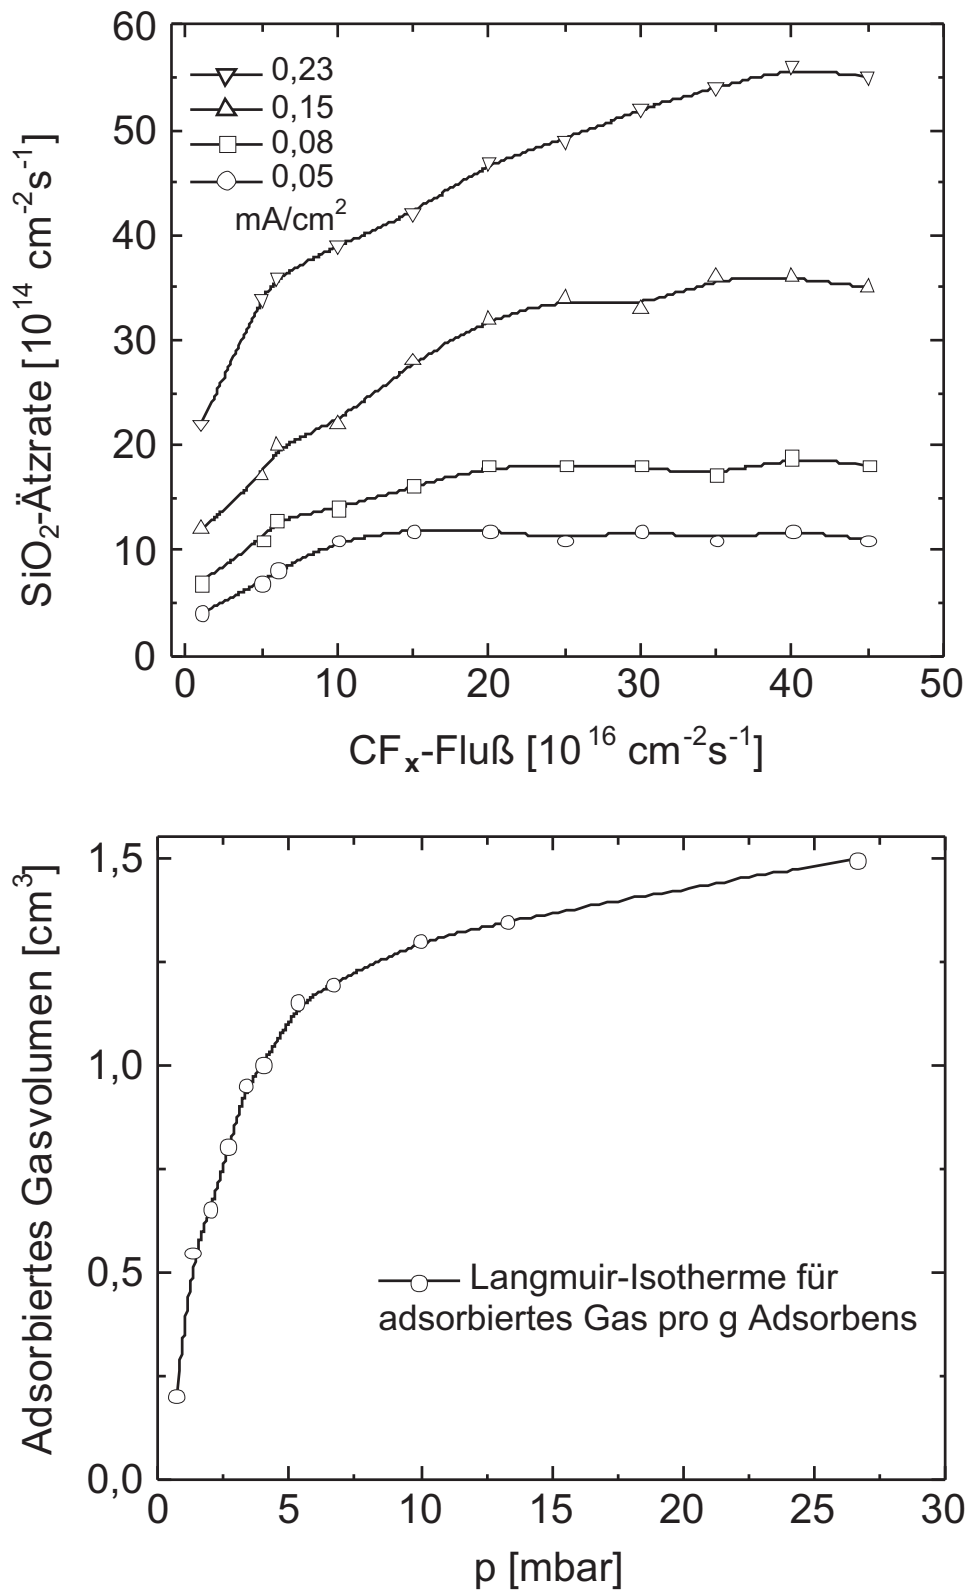 60
50
40
30
20
10
0
SiO2-Ätzrate [10^14 cm^-2s^-1]
0,23
0,15
0,08
0,05
mA/cm^2
0 10 20 30 40 50
CFx-Fluß [10^16 cm^-2s^-1]
1,5
1,0
0,5
0,0
Adsorbiertes Gasvolumen [cm^3]
Langmuir-Isotherme für
adsorbiertes Gas pro g Adsorbens
0 5 10 15 20 25 30
p [mbar]